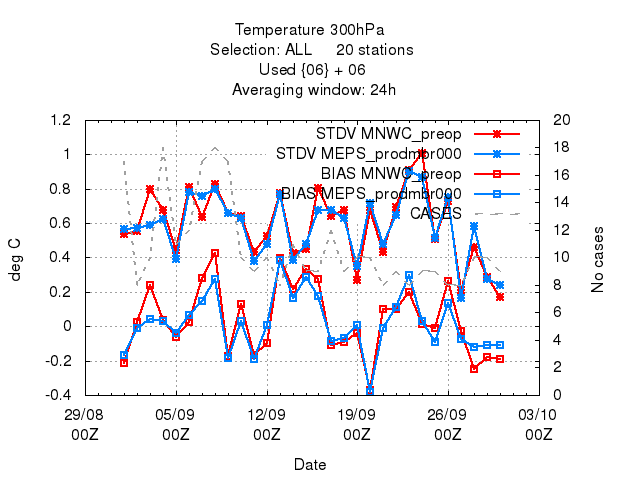 Temperature 300hPa
Selection: ALL 20 stations
Used {06} + 06
Averaging window: 24h
STDV MNWC_preop
STDV MEPS_prodmbr000
BIAS MNWC_preop
BIAS MEPS_prodmbr000
CASES
deg C
1.2
1
0.8
0.6
0.4
0.2
0
-0.2
-0.4
20
18
16
14
12
10
8
6
4
2
0
No cases
29/08 05/09 12/09 19/09 26/09 03/10
00Z 00Z 00Z 00Z 00Z 00Z
Date